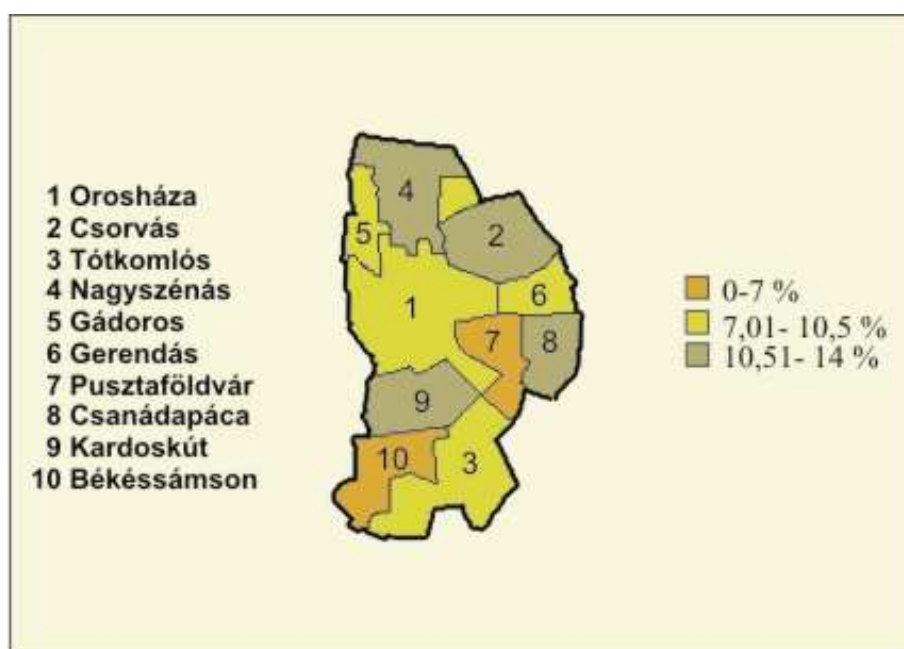 1 Orosháza
2 Csorvás
3 Tótkomlós
4 Nagyszénás
5 Gádoros
6 Gerendás
7 Pusztaföldvár
8 Csanádapáca
9 Kardoskút
10 Békéssámson
4
5
2
1
6
7
8
9
10
3
0-7 %
7,01- 10,5 %
10,51- 14 %